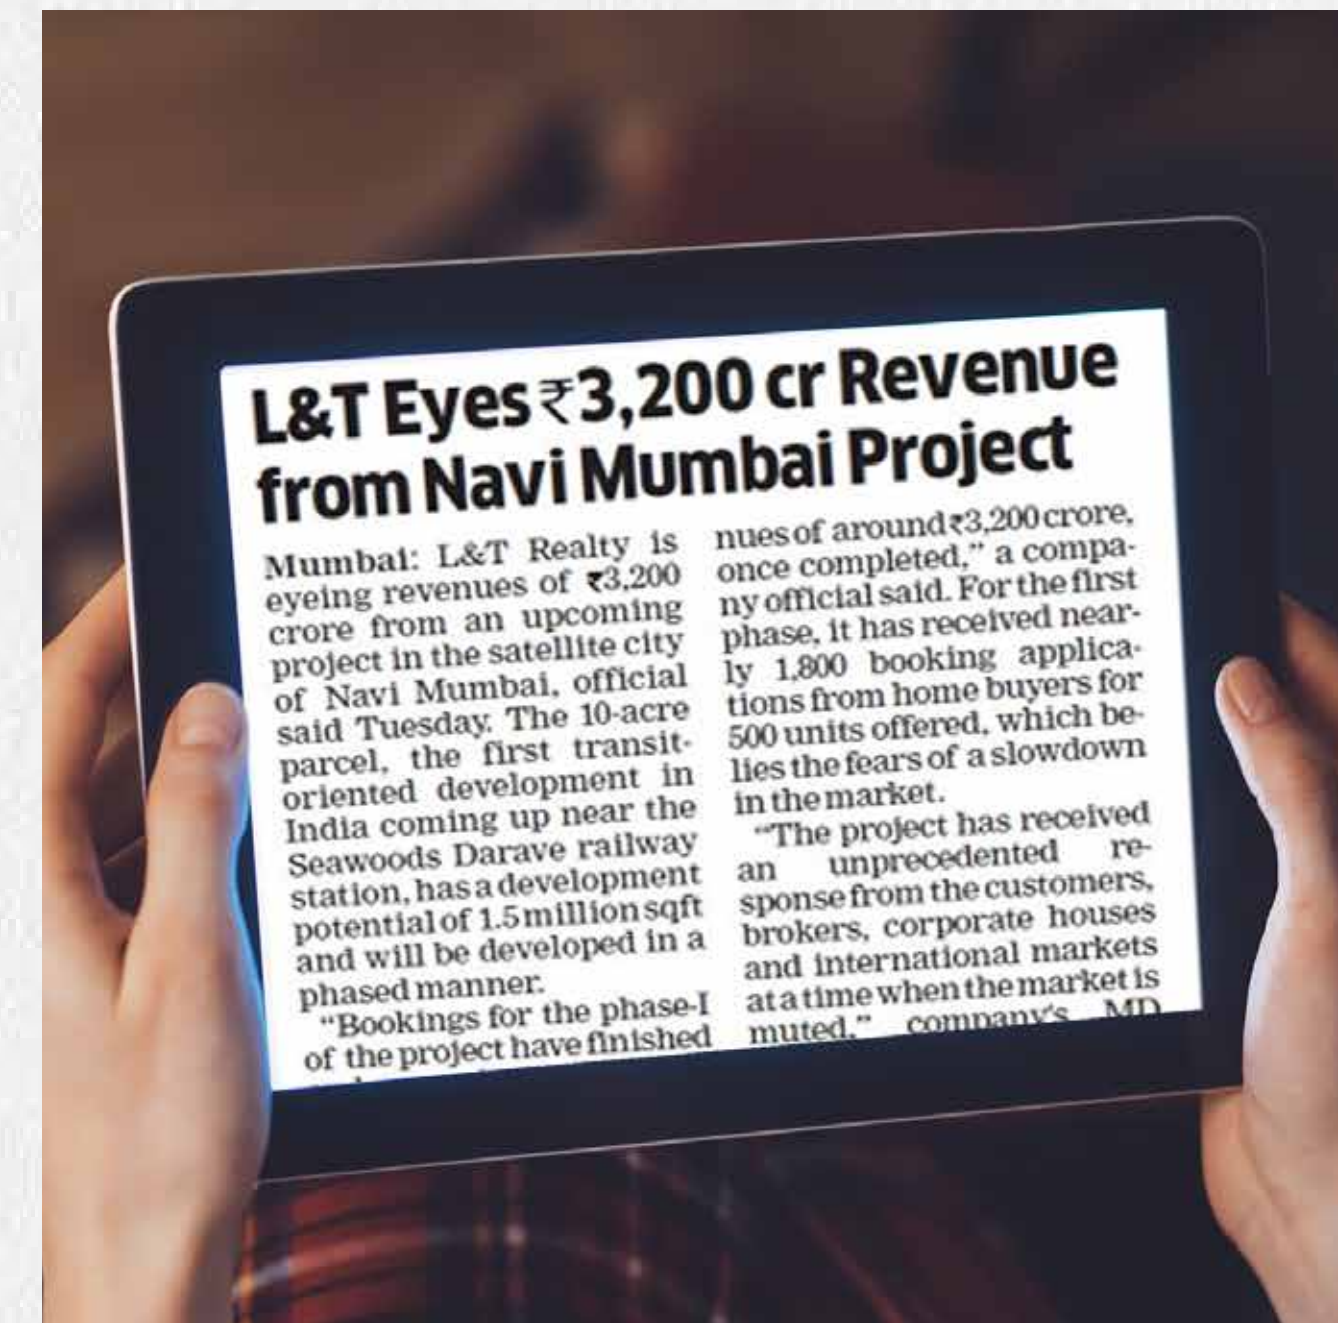 L&T Eyes ₹3,200 cr Revenue
from Navi Mumbai Project
Mumbai: L&T Realty is
eyeing revenues of ₹3,200
crore from an upcoming
project in the satellite city
of Navi Mumbai, official
said Tuesday. The 10-acre
parcel, the first transit-
oriented development in
India coming up near the
Seawoods Darave railway
station, has a development
potential of 1.5 million sqft
and will be developed in a
phased manner.
“Bookings for the phase-I
of the project have finished
nues of around ₹3,200 crore,
once completed,” a compa-
ny official said. For the first
phase, it has received near-
ly 1,800 booking applica-
tions from home buyers for
500 units offered, which be-
lies the fears of a slowdown
in the market.
“The project has received
an unprecedented re-
sponse from the customers,
brokers, corporate houses
and international markets
at a time when the market is
muted,” company's MD